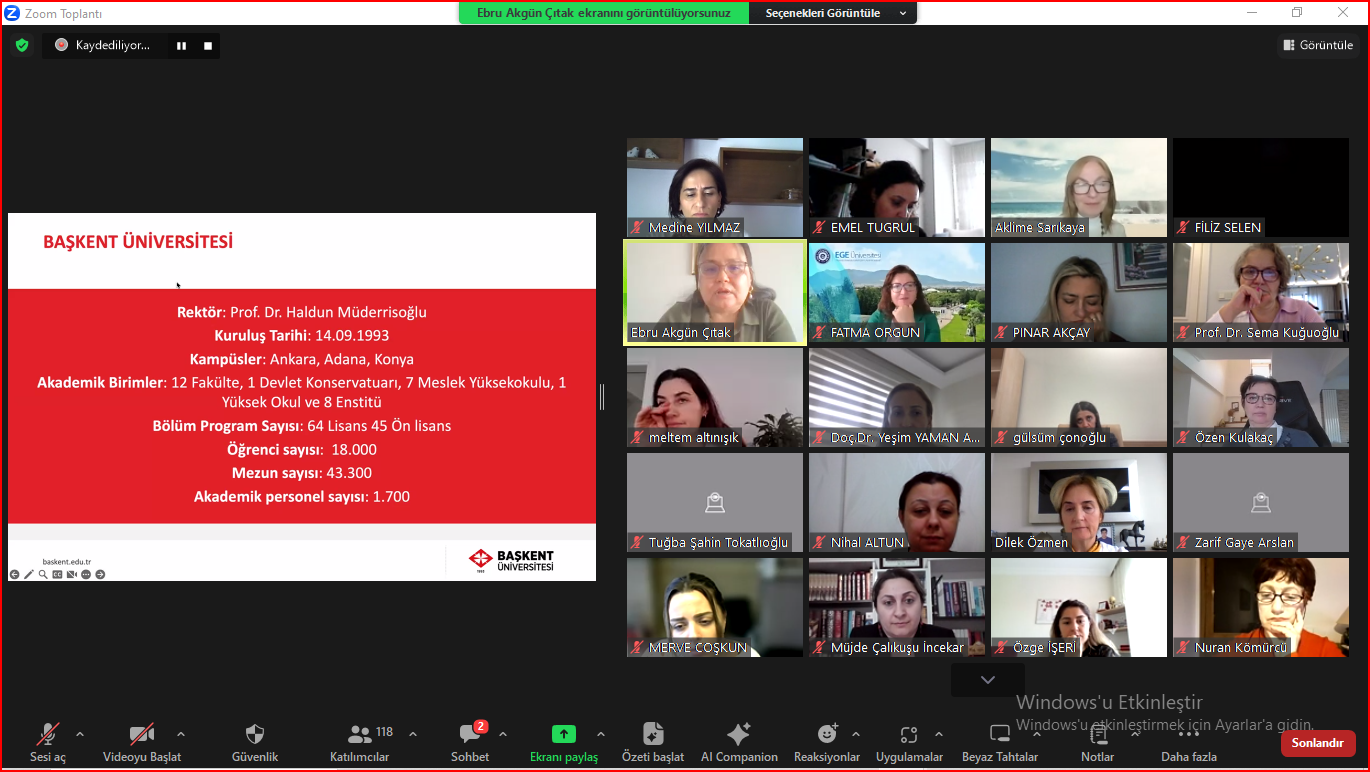 Zoom Toplantı
Ebru Akgün Çıtak ekranını görüntülüyorsunuz
Seçenekleri Görüntüle
Kaydediliyor...
Görüntüle
BAŞKENT ÜNİVERSİTESİ
Rektör: Prof. Dr. Haldun Müderrisoğlu
Kuruluş Tarihi: 14.09.1993
Kampüsler: Ankara, Adana, Konya
Akademik Birimler: 12 Fakülte, 1 Devlet Konservatuarı, 7 Meslek Yüksekokulu, 1
Yüksek Okul ve 8 Enstitü
Bölüm Program Sayısı: 64 Lisans 45 Ön lisans
Öğrenci sayısı: 18.000
Mezun sayısı: 43.300
Akademik personel sayısı: 1.700
baskent.edu.tr
1993
BAŞKENT
ÜNİVERSİTESİ
Medine YILMAZ
EMEL TUGRUL
Aklime Sarıkaya
FİLİZ SELEN
Ebru Akgün Çıtak
EGE Üniversitesi
FATMA ORGUN
PINAR AKÇAY
Prof. Dr. Sema Kuğuoğlu
meltem altınışık
Doç.Dr. Yeşim YAMAN A...
gülsüm çonoğlu
Özen Kulakaç
Tuğba Şahin Tokatlıoğlu
Nihal ALTUN
Dilek Özmen
Zarif Gaye Arslan
MERVE COŞKUN
Müjde Çalıkuşu İncekar
Özge İŞERİ
Nuran Kömürcü
Windows'u Etkinleştir
Windows'u etkinleştirmek için Ayarlar'a gidin.
Sesi aç
Videoyu Başlat
Güvenlik
118
Katılımcılar
2
Sohbet
Ekranı paylaş
Özeti başlat
AI Companion
Reaksiyonlar
Uygulamalar
Beyaz Tahtalar
Notlar
Daha fazla
Sonlandır